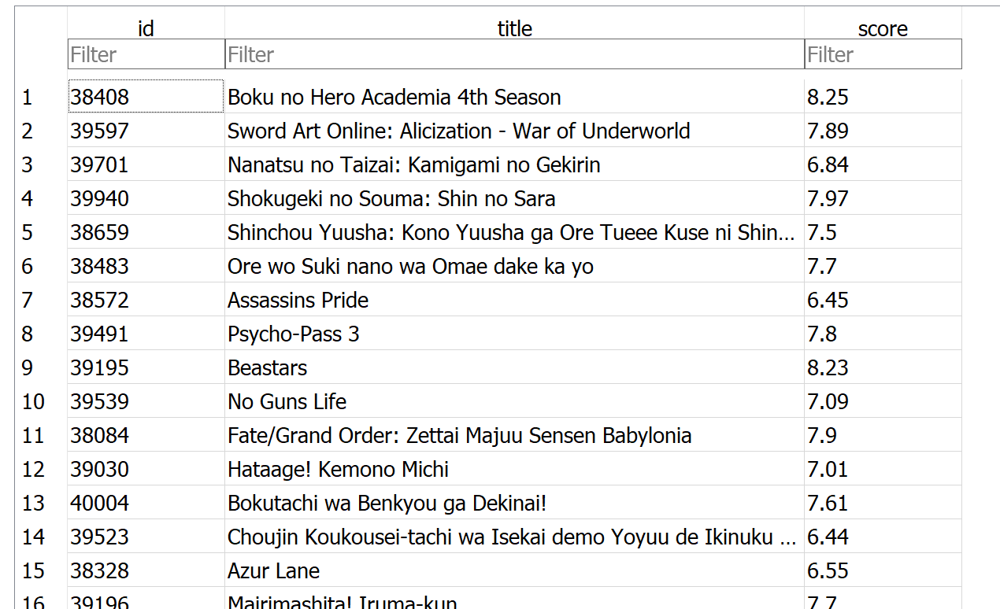 id title score
Filter Filter Filter
1 38408 Boku no Hero Academia 4th Season 8.25
2 39597 Sword Art Online: Alicization - War of Underworld 7.89
3 39701 Nanatsu no Taizai: Kamigami no Gekirin 6.84
4 39940 Shokugeki no Souma: Shin no Sara 7.97
5 38659 Shinchou Yuusha: Kono Yuusha ga Ore Tueee Kuse ni Shin... 7.5
6 38483 Ore wo Suki nano wa Omae dake ka yo 7.7
7 38572 Assassins Pride 6.45
8 39491 Psycho-Pass 3 7.8
9 39195 Beastars 8.23
10 39539 No Guns Life 7.09
11 38084 Fate/Grand Order: Zettai Majuu Sensen Babylonia 7.9
12 39030 Hataage! Kemono Michi 7.01
13 40004 Bokutachi wa Benkyou ga Dekinai! 7.61
14 39523 Choujin Koukousei-tachi wa Isekai demo Yoyuu de Ikinuku ... 6.44
15 38328 Azur Lane 6.55
16 39196 Mairimashita! Iruma-kun 7.7